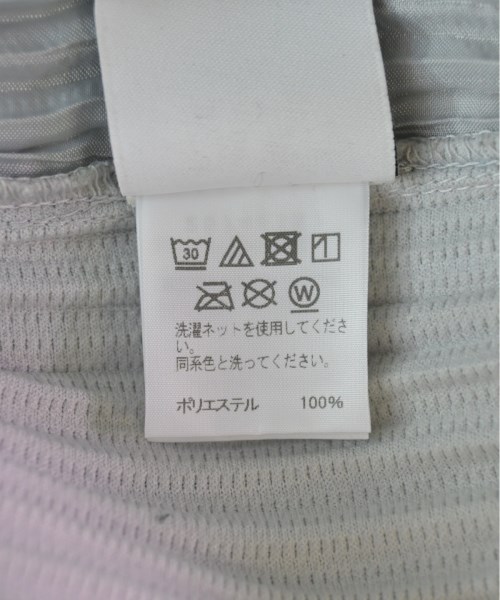 30
W
洗濯ネットを使用してくださ
い。
同系色と洗ってください。
ポリエステル 100%